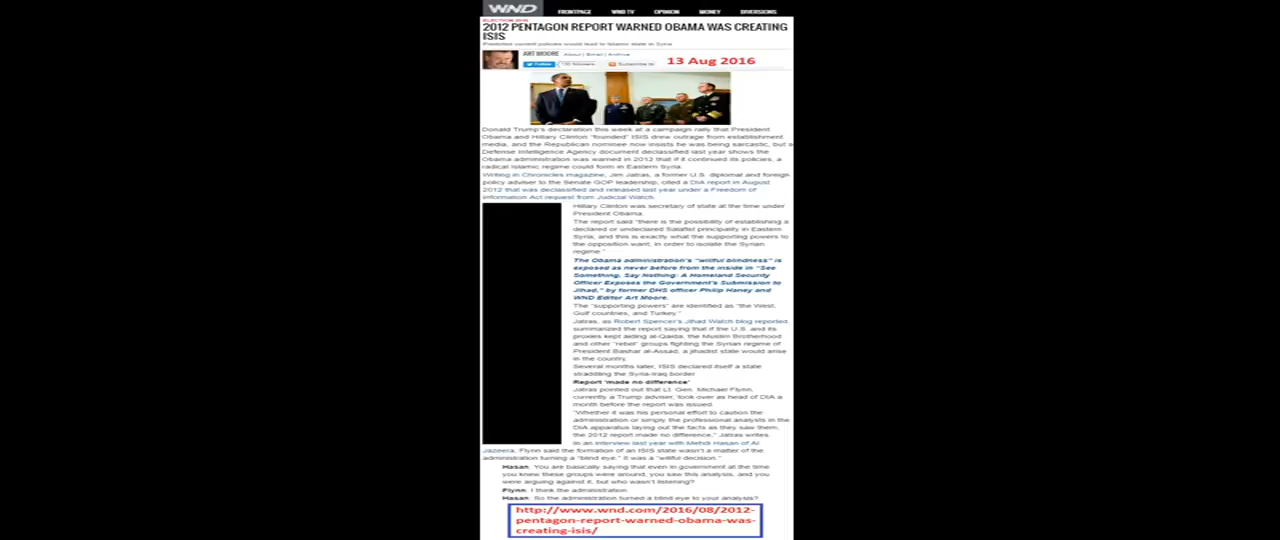 WND
FRONTPAGE WND TV OPINION MONEY DIVERSIONS
ELECTION 2016
2012 PENTAGON REPORT WARNED OBAMA WAS CREATING
ISIS
Predicted current policies would lead to Islamic state in Syria
ART MOORE About | Email | Archive
Follow followers Subscribe to
13 Aug 2016
Donald Trump's declaration this week at a campaign rally that President
Obama and Hillary Clinton "founded" ISIS drew outrage from establishment
media, and the Republican nominee now insists he was being sarcastic, but a
Defense Intelligence Agency document declassified last year shows the
Obama administration was warned in 2012 that if it continued its policies, a
radical Islamic regime could form in Eastern Syria.
Writing in Chronicles magazine, Jim Jatras, a former U.S. diplomat and foreign
policy adviser to the Senate GOP leadership, cited a DIA report in August
2012 that was declassified and released last year under a Freedom of
Information Act request from Judicial Watch.
Hillary Clinton was secretary of state at the time under
President Obama.
The report said "there is the possibility of establishing a
declared or undeclared Salafist principality in Eastern
Syria, and this is exactly what the supporting powers to
the opposition want, in order to isolate the Syrian
regime."
The Obama administration's "willful blindness" is
exposed as never before from the inside in "See
Something, Say Nothing: A Homeland Security
Officer Exposes the Government's Submission to
Jihad," by former DHS officer Philip Haney and
WND Editor Art Moore.
The "supporting powers" are identified as "the West,
Gulf countries, and Turkey."
Jatras, as Robert Spencer's Jihad Watch blog reported
summarized the report saying that if the U.S. and its
proxies kept aiding al-Qaida, the Muslim Brotherhood
and other "rebel" groups fighting the Syrian regime of
President Bashar al-Assad, a jihadist state would arise
in the country.
Several months later, ISIS declared itself a state
straddling the Syria-Iraq border
Report 'made no difference'
Jatras pointed out that Lt. Gen. Michael Flynn,
currently a Trump adviser, took over as head of DIA a
month before the report was issued.
"Whether it was his personal effort to caution the
administration or simply the professional analysts in the
DIA apparatus laying out the facts as they saw them,
the 2012 report made no difference," Jatras writes.
In an interview last year with Mehdi Hasan of Al
Jazeera, Flynn said the formation of an ISIS state wasn't a matter of the
administration turning a "blind eye." It was a "willful decision."
Hasan: You are basically saying that even in government at the time
you knew these groups were around, you saw this analysis, and you
were arguing against it, but who wasn't listening?
Flynn: I think the administration
Hasan: So the administration turned a blind eye to your analysis?
http://www.wnd.com/2016/08/2012-
pentagon-report-warned-obama-was-
creating-isis/